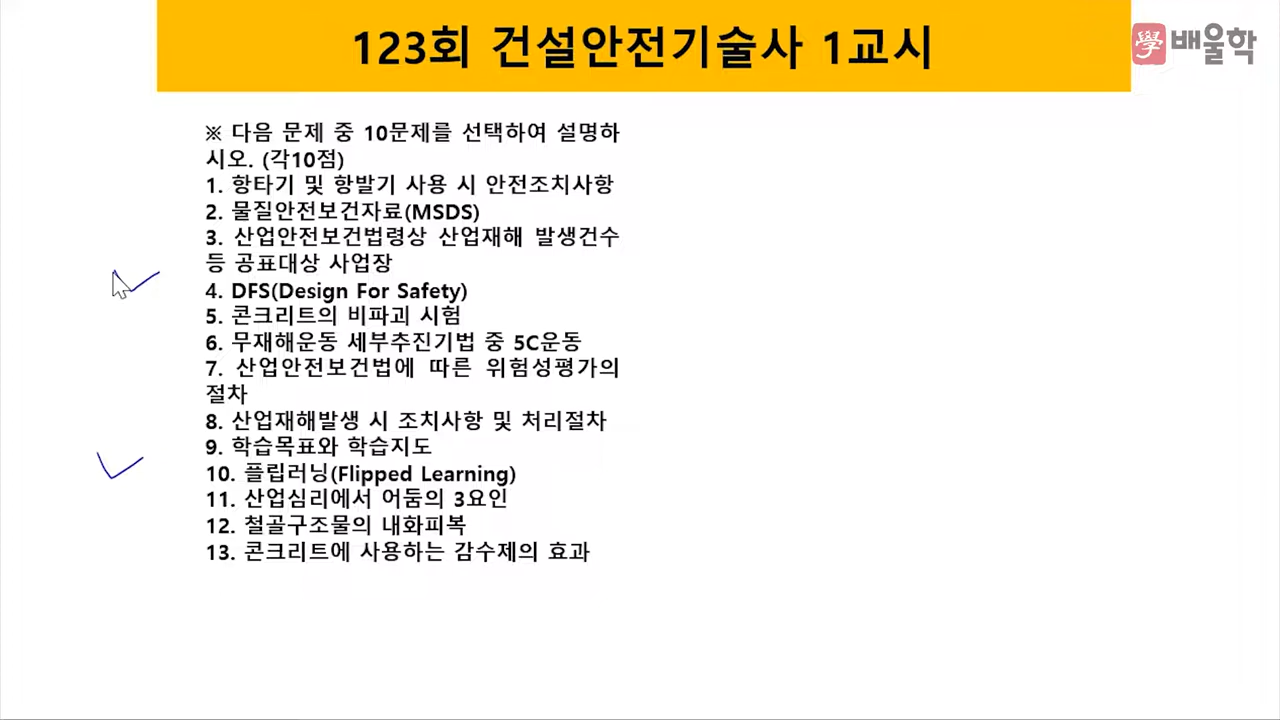 123회 건설안전기술사 1교시
學 배울학
※ 다음 문제 중 10문제를 선택하여 설명하
시오. (각10점)
1. 항타기 및 항발기 사용 시 안전조치사항
2. 물질안전보건자료(MSDS)
3. 산업안전보건법령상 산업재해 발생건수
등 공표대상 사업장
4. DFS(Design For Safety)
5. 콘크리트의 비파괴 시험
6. 무재해운동 세부추진기법 중 5C운동
7. 산업안전보건법에 따른 위험성평가의
절차
8. 산업재해발생 시 조치사항 및 처리절차
9. 학습목표와 학습지도
10. 플립러닝(Flipped Learning)
11. 산업심리에서 어둠의 3요인
12. 철골구조물의 내화피복
13. 콘크리트에 사용하는 감수제의 효과